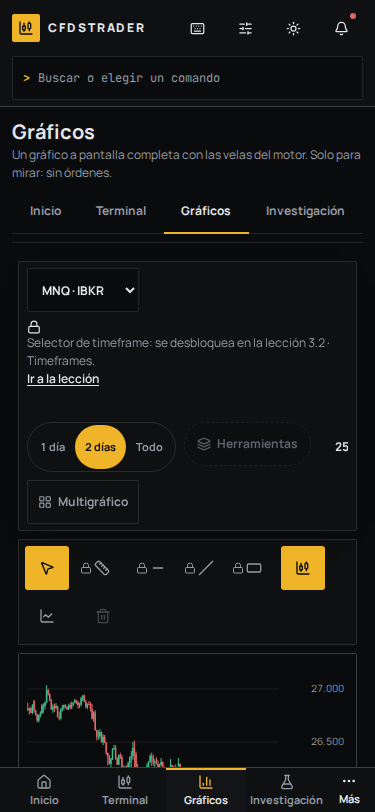 CFDSTRADER
> Buscar o elegir un comando
Gráficos
Un gráfico a pantalla completa con las velas del motor. Solo para
mirar: sin órdenes.
Inicio Terminal Gráficos Investigación
MNQ · IBKR
Selector de timeframe: se desbloquea en la lección 3.2 ·
Timeframes.
Ir a la lección
1 día 2 días Todo Herramientas 25
Multigráfico
27.000
26.500
Inicio Terminal Gráficos Investigación Más